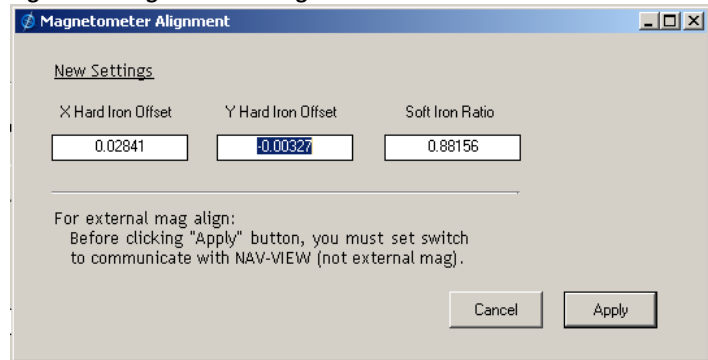 Magnetometer Alignment
New Settings
X Hard Iron Offset Y Hard Iron Offset Soft Iron Ratio
0.02841 -0.00327 0.88156
For external mag align:
Before clicking "Apply" button, you must set switch
to communicate with NAV-VIEW (not external mag).
Cancel Apply